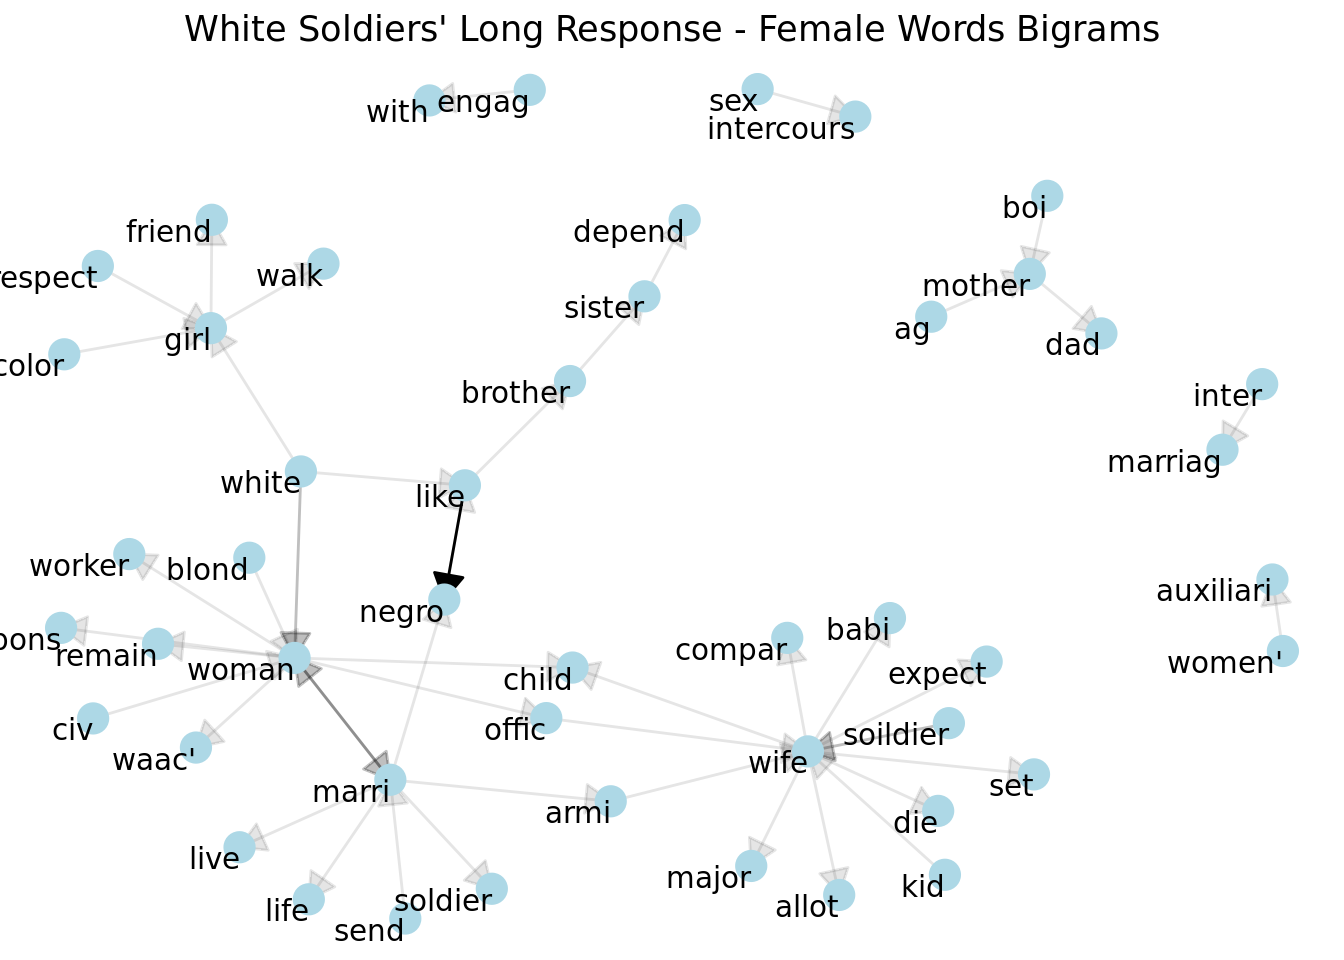 White Soldiers' Long Response - Female Words Bigrams
with
engag
sex
intercours
friend
respect
walk
girl
color
depend
sister
brother
boi
mother
ag
dad
inter
marriag
white
like
worker
blond
negro
pons
remain
woman
child
civ
offic
waac'
compar
babi
expect
soildier
wife
set
auxiliari
women'
marri
armi
die
live
major
kid
life
soldier
allot
send